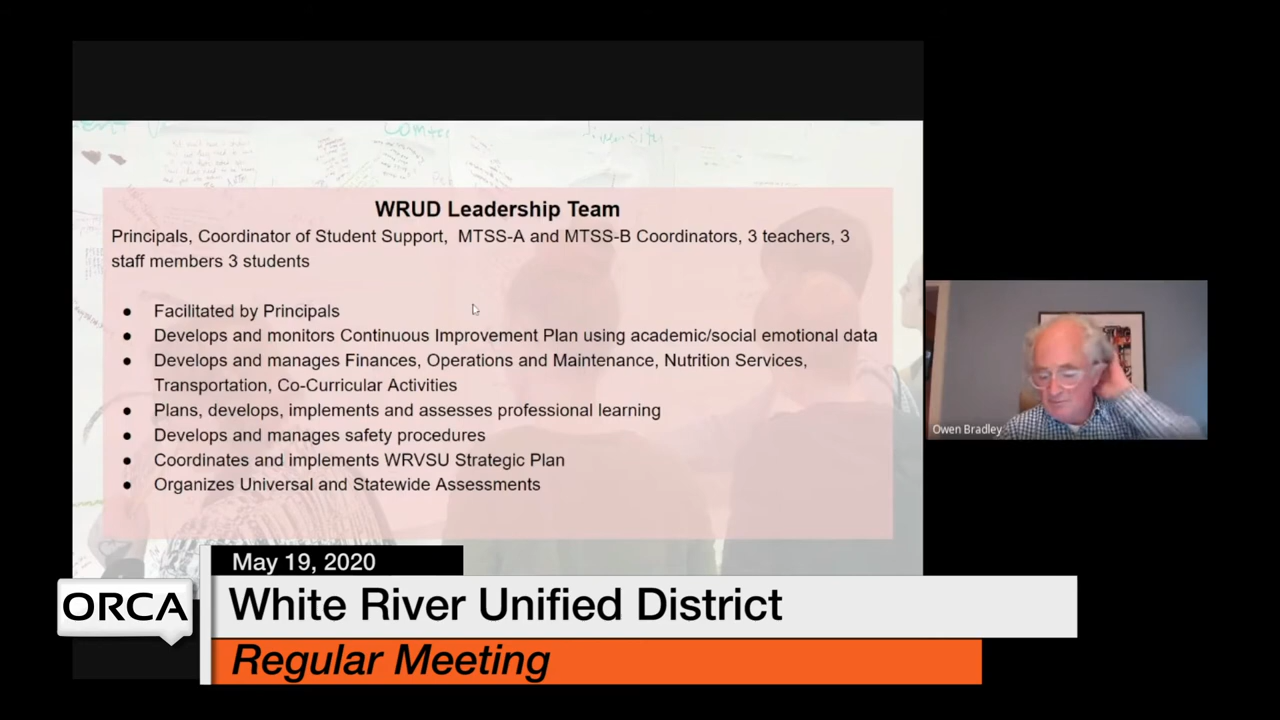 WRUD Leadership Team
Principals, Coordinator of Student Support, MTSS-A and MTSS-B Coordinators, 3 teachers, 3
staff members 3 students
● Facilitated by Principals
● Develops and monitors Continuous Improvement Plan using academic/social emotional data
● Develops and manages Finances, Operations and Maintenance, Nutrition Services,
Transportation, Co-Curricular Activities
● Plans, develops, implements and assesses professional learning
● Develops and manages safety procedures
● Coordinates and implements WRVSU Strategic Plan
● Organizes Universal and Statewide Assessments
Owen Bradley
May 19, 2020
ORCA
White River Unified District
Regular Meeting